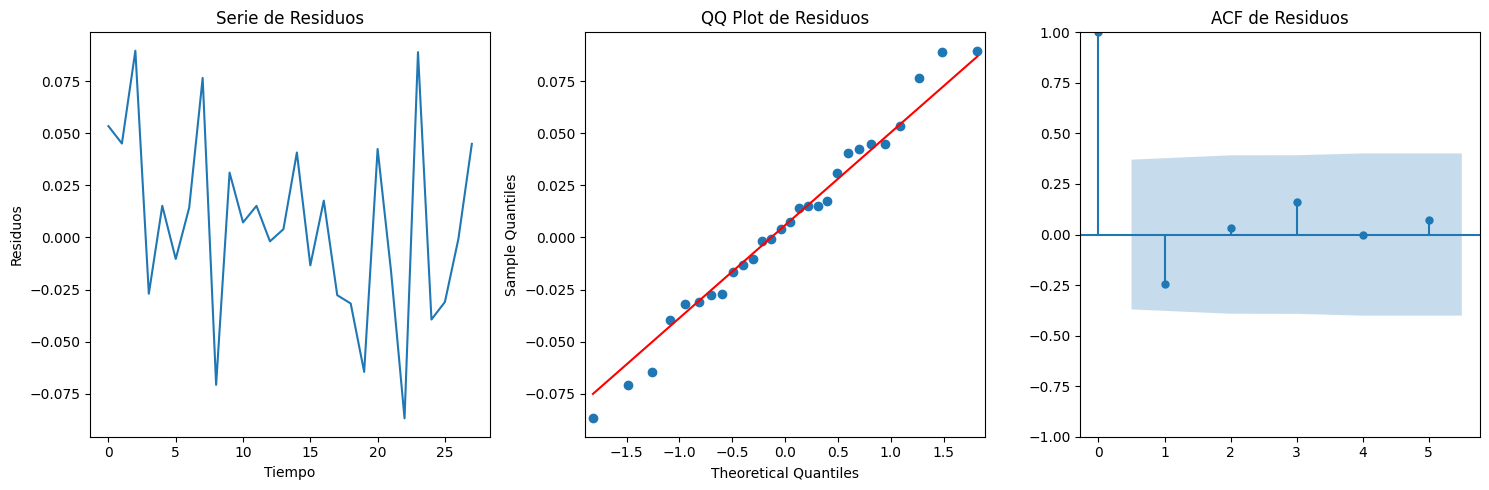 Serie de Residuos
Residuos
0.075
0.050
0.025
0.000
−0.025
−0.050
−0.075
0 5 10 15 20 25
Tiempo
QQ Plot de Residuos
Sample Quantiles
0.075
0.050
0.025
0.000
−0.025
−0.050
−0.075
−1.5 −1.0 −0.5 0.0 0.5 1.0 1.5
Theoretical Quantiles
ACF de Residuos
1.00
0.75
0.50
0.25
0.00
−0.25
−0.50
−0.75
−1.00
0 1 2 3 4 5